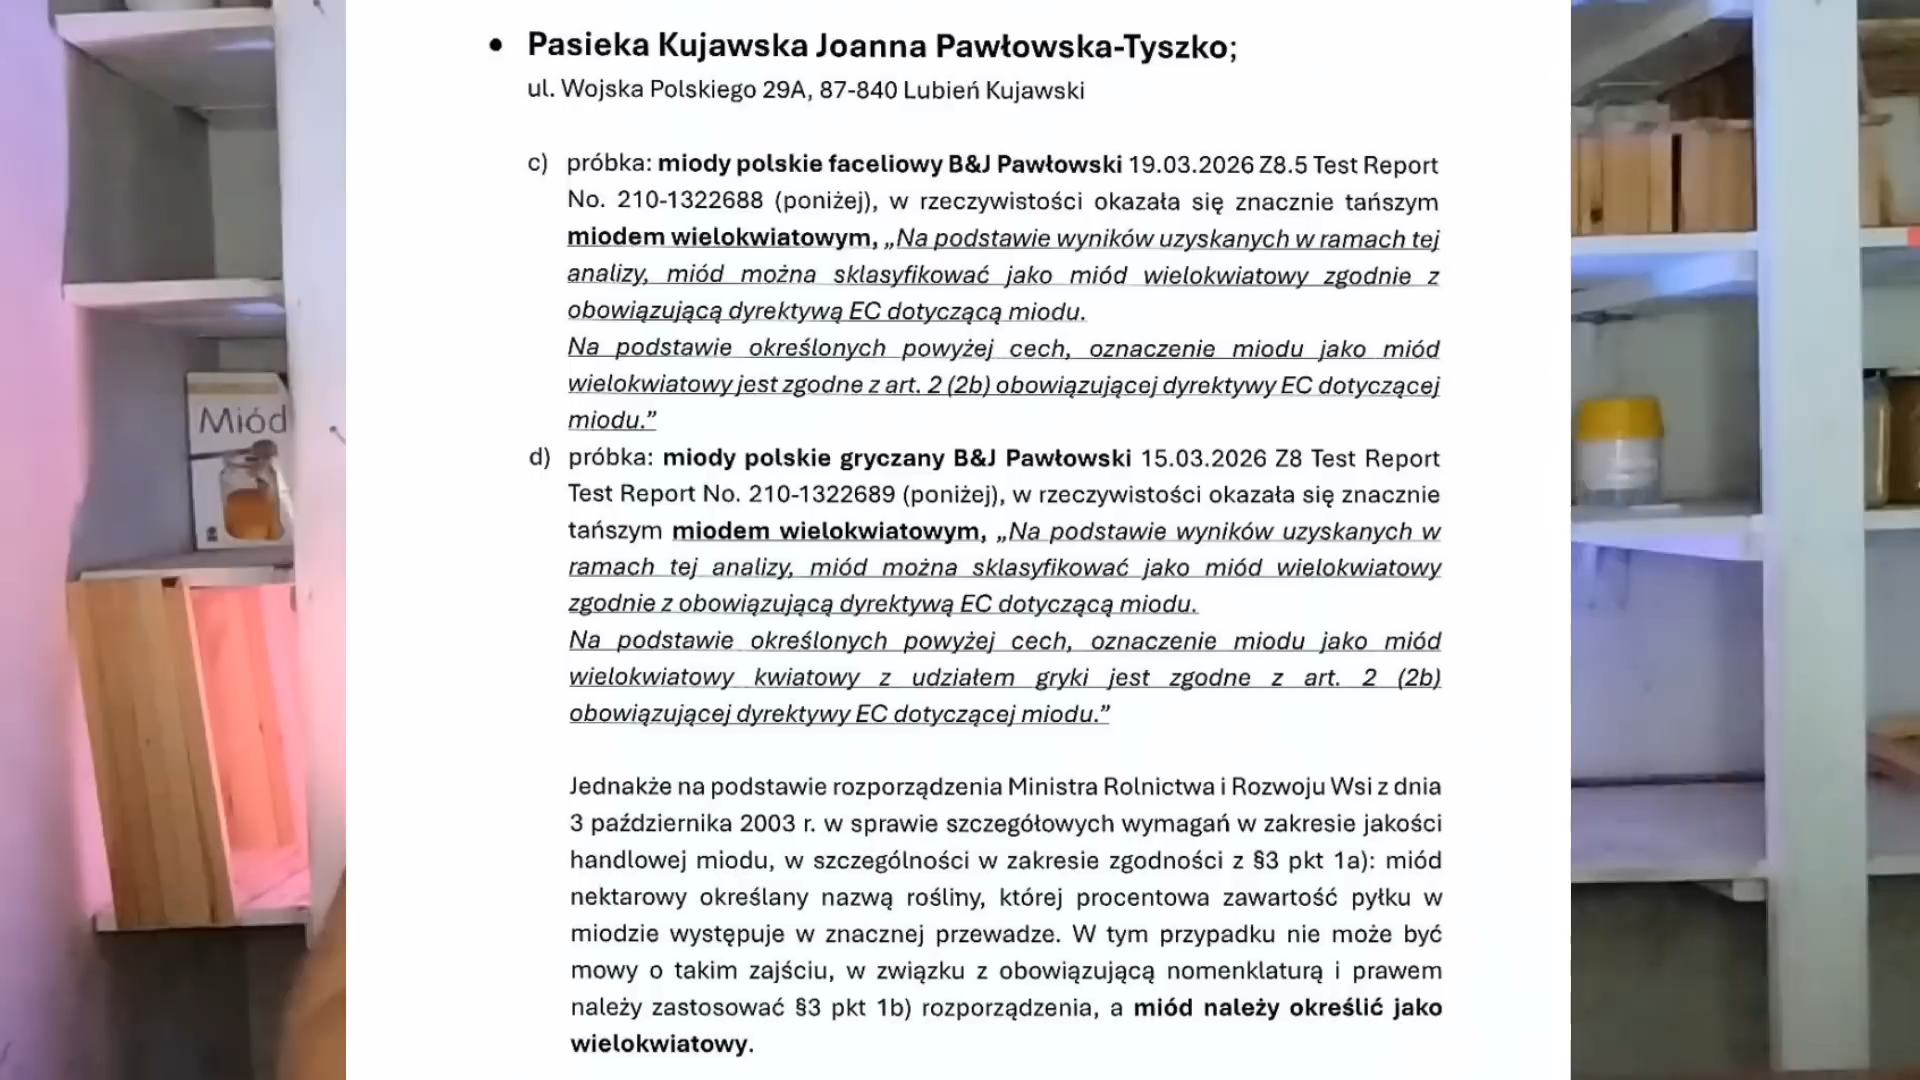 • Pasieka Kujawska Joanna Pawłowska-Tyszko;
ul. Wojska Polskiego 29A, 87-840 Lubień Kujawski
c) próbka: miody polskie faceliowy B&J Pawłowski 19.03.2026 Z8.5 Test Report
No. 210-1322688 (poniżej), w rzeczywistości okazała się znacznie tańszym
miodem wielokwiatowym, „Na podstawie wyników uzyskanych w ramach tej
analizy, miód można sklasyfikować jako miód wielokwiatowy zgodnie z
obowiązującą dyrektywą EC dotyczącą miodu.
Na podstawie określonych powyżej cech, oznaczenie miodu jako miód
wielokwiatowy jest zgodne z art. 2 (2b) obowiązującej dyrektywy EC dotyczącej
miodu.”
d) próbka: miody polskie gryczany B&J Pawłowski 15.03.2026 Z8 Test Report
Test Report No. 210-1322689 (poniżej), w rzeczywistości okazała się znacznie
tańszym miodem wielokwiatowym, „Na podstawie wyników uzyskanych w
ramach tej analizy, miód można sklasyfikować jako miód wielokwiatowy
zgodnie z obowiązującą dyrektywą EC dotyczącą miodu.
Na podstawie określonych powyżej cech, oznaczenie miodu jako miód
wielokwiatowy kwiatowy z udziałem gryki jest zgodne z art. 2 (2b)
obowiązującej dyrektywy EC dotyczącej miodu.”
Jednakże na podstawie rozporządzenia Ministra Rolnictwa i Rozwoju Wsi z dnia
3 października 2003 r. w sprawie szczegółowych wymagań w zakresie jakości
handlowej miodu, w szczególności w zakresie zgodności z §3 pkt 1a): miód
nektarowy określany nazwą rośliny, której procentowa zawartość pyłku w
miodzie występuje w znacznej przewadze. W tym przypadku nie może być
mowy o takim zajściu, w związku z obowiązującą nomenklaturą i prawem
należy zastosować §3 pkt 1b) rozporządzenia, a miód należy określić jako
wielokwiatowy.
Miód